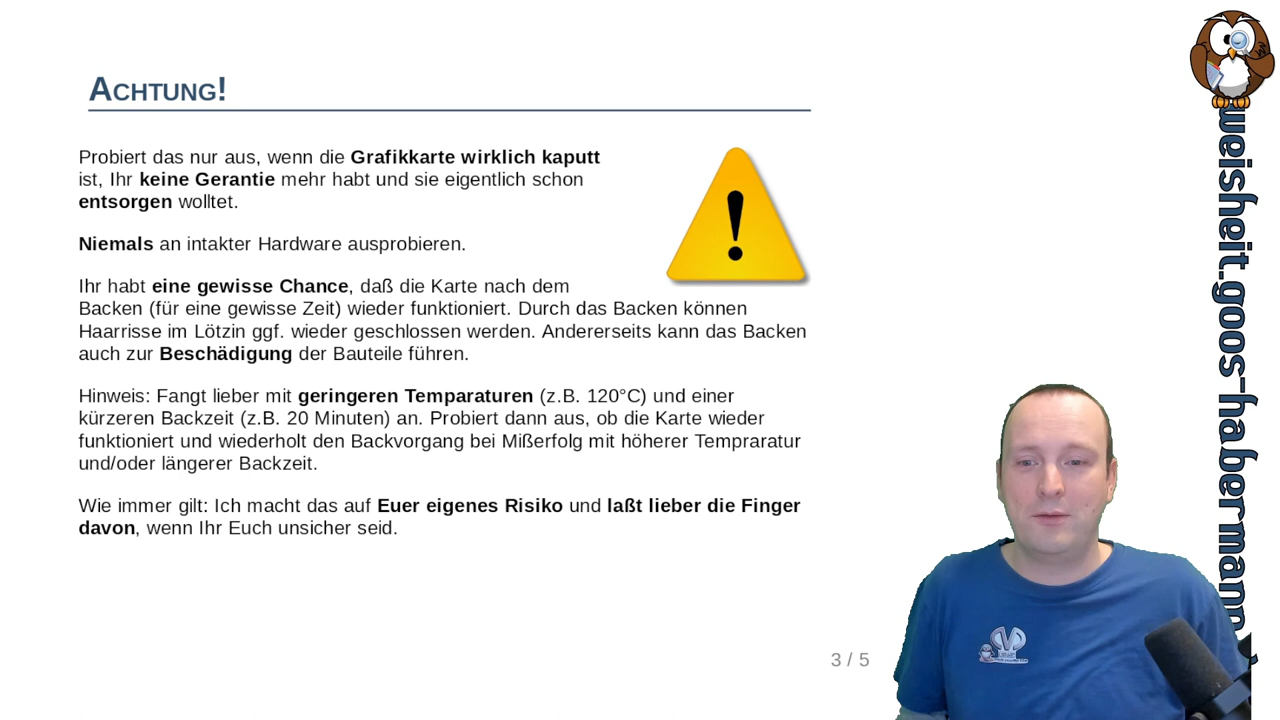 ACHTUNG!
Probiert das nur aus, wenn die Grafikkarte wirklich kaputt
ist, Ihr keine Gerantie mehr habt und sie eigentlich schon
entsorgen wolltet.
Niemals an intakter Hardware ausprobieren.
Ihr habt eine gewisse Chance, daß die Karte nach dem
Backen (für eine gewisse Zeit) wieder funktioniert. Durch das Backen können
Haarrisse im Lötzin ggf. wieder geschlossen werden. Andererseits kann das Backen
auch zur Beschädigung der Bauteile führen.
Hinweis: Fangt lieber mit geringeren Temparaturen (z.B. 120°C) und einer
kürzeren Backzeit (z.B. 20 Minuten) an. Probiert dann aus, ob die Karte wieder
funktioniert und wiederholt den Backvorgang bei Mißerfolg mit höherer Tempraratur
und/oder längerer Backzeit.
Wie immer gilt: Ich macht das auf Euer eigenes Risiko und laßt lieber die Finger
davon, wenn Ihr Euch unsicher seid.
3 / 5
weisheit.goos-habermann